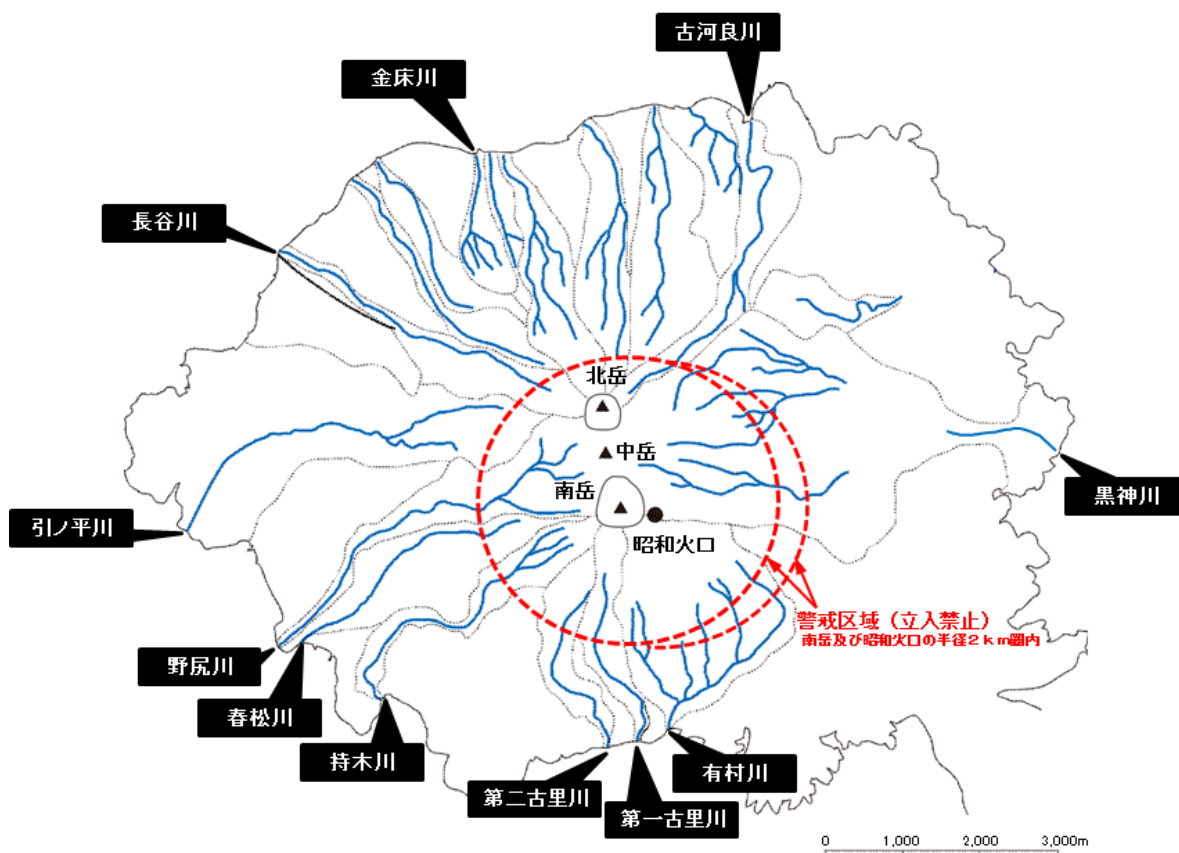 古河良川
金床川
長谷川
北岳
中岳
南岳
昭和火口
黒神川
引ノ平川
警戒区域（立入禁止）
南岳及び昭和火口の半径２ｋｍ圏内
野尻川
春松川
持木川
有村川
第二古里川
第一古里川
0 1,000 2,000 3,000m